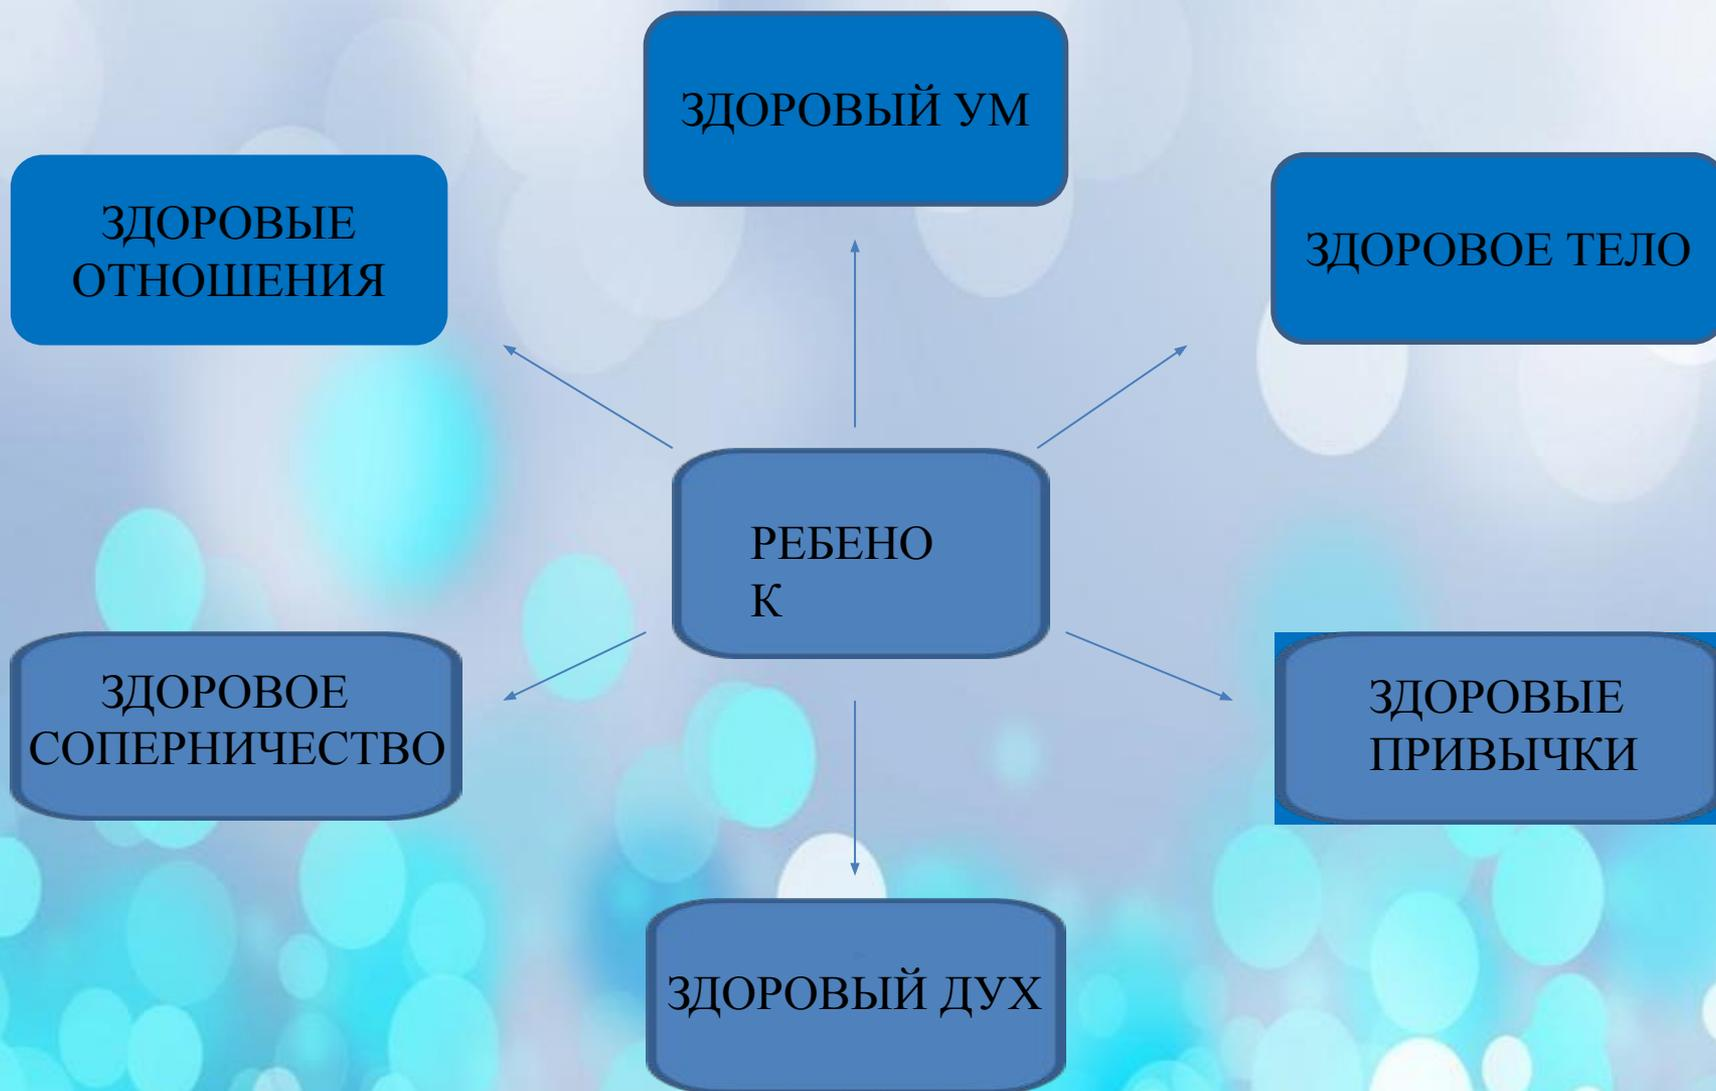 ЗДОРОВЫЙ УМ
ЗДОРОВЫЕ
ОТНОШЕНИЯ
ЗДОРОВОЕ ТЕЛО
РЕБЕНО
К
ЗДОРОВОЕ
СОПЕРНИЧЕСТВО
ЗДОРОВЫЕ
ПРИВЫЧКИ
ЗДОРОВЫЙ ДУХ